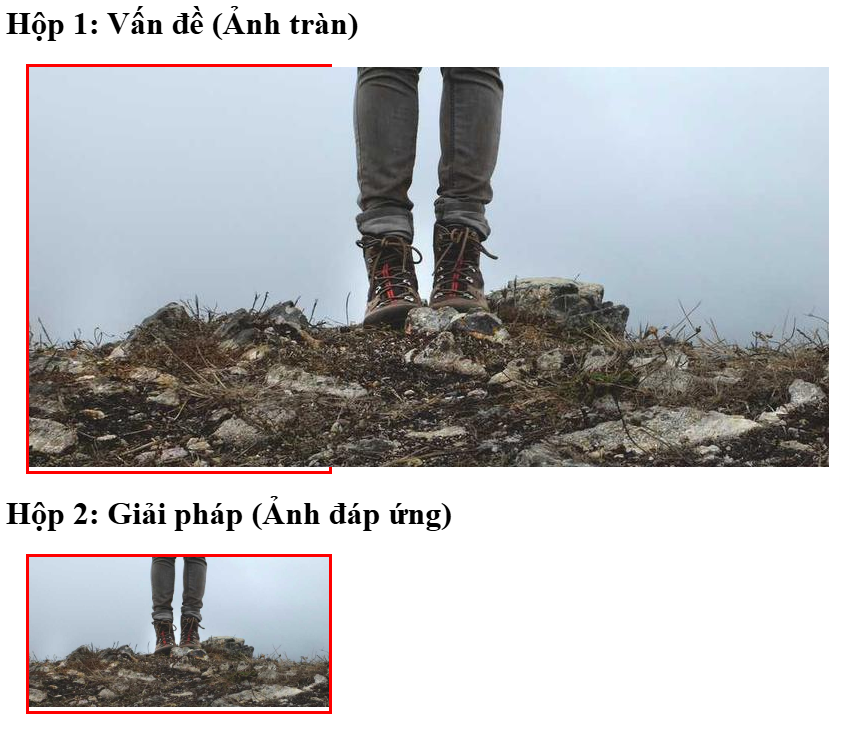 Hộp 1: Vấn đề (Ảnh tràn)
Hộp 2: Giải pháp (Ảnh đáp ứng)